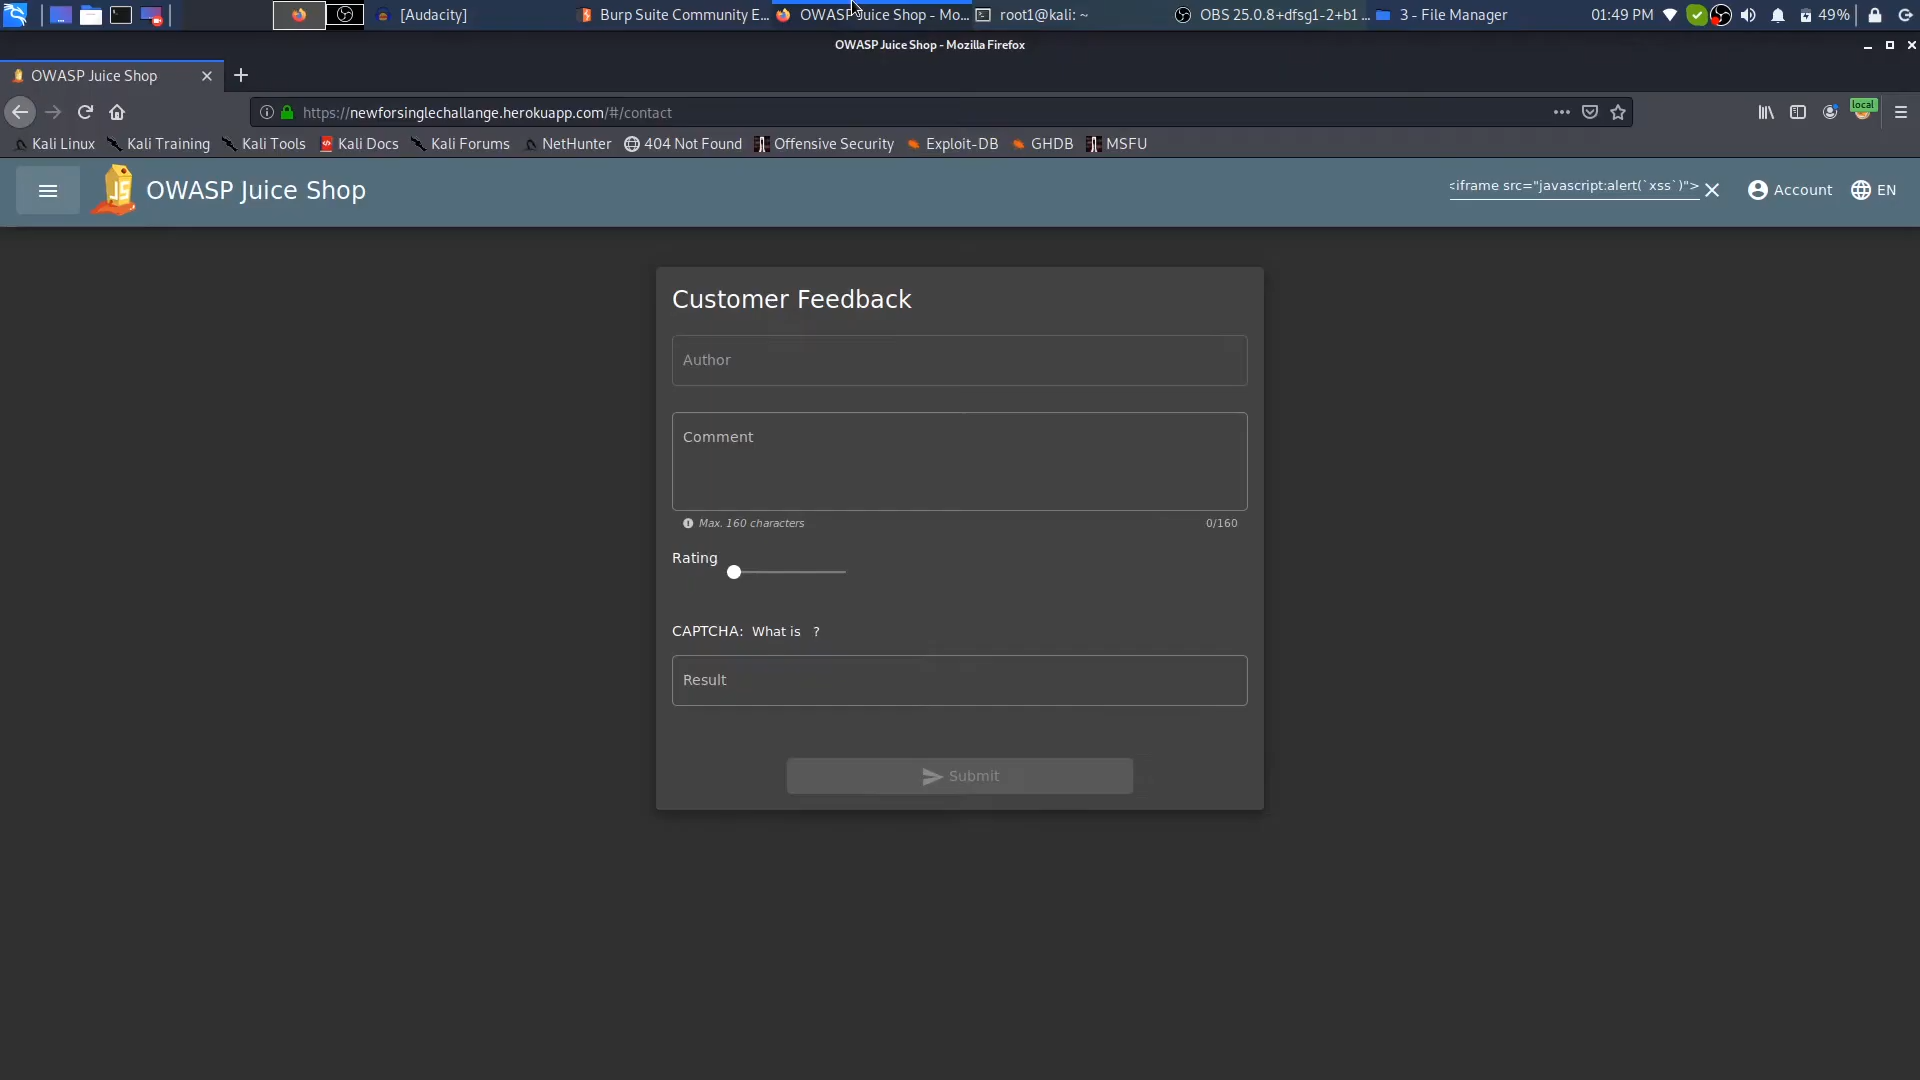 [Audacity] Burp Suite Community E... OWASP Juice Shop - Mo... root1@kali: ~ OBS 25.0.8+dfsg1-2+b1 ... 3 - File Manager 01:49 PM 49%
OWASP Juice Shop - Mozilla Firefox
OWASP Juice Shop
https://newforsinglechallange.herokuapp.com/#/contact
local
Kali Linux Kali Training Kali Tools Kali Docs Kali Forums NetHunter 404 Not Found Offensive Security Exploit-DB GHDB MSFU
JS OWASP Juice Shop <iframe src="javascript:alert(`xss`)"> Account EN
Customer Feedback
Author
Comment
Max. 160 characters 0/160
Rating
CAPTCHA: What is ?
Result
Submit